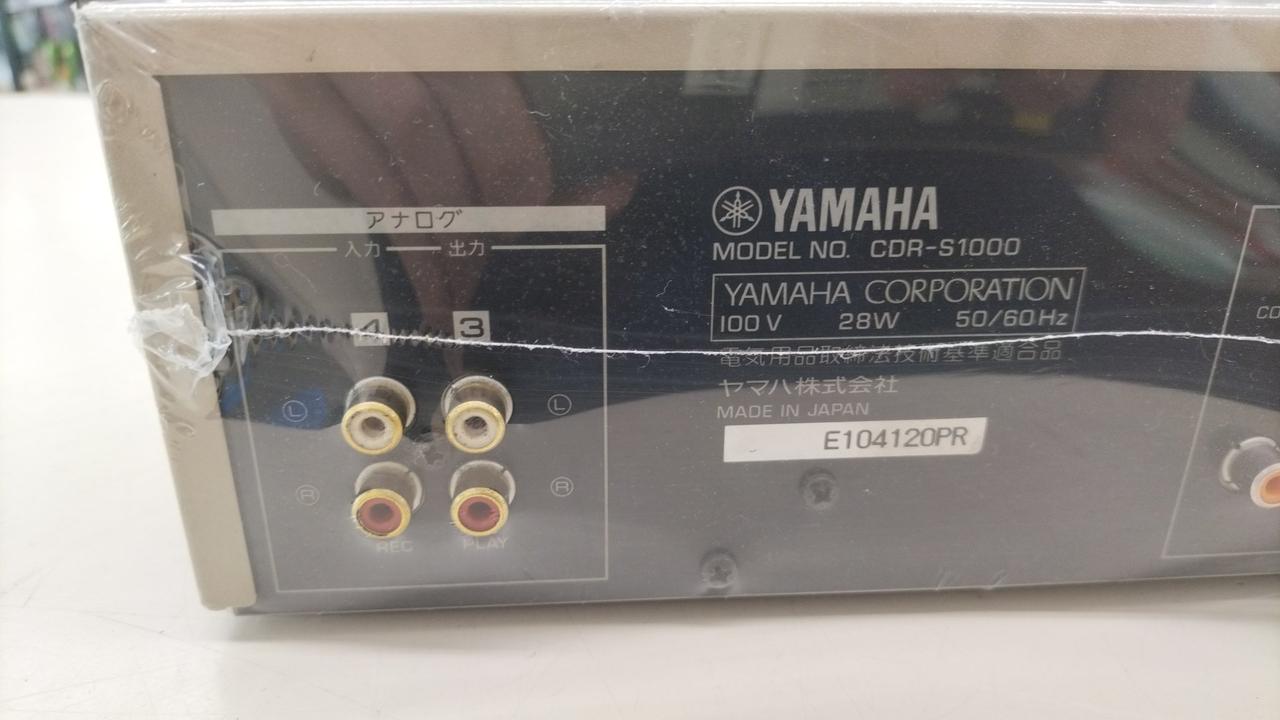 アナログ
入力 出力
4 3
L L
R R
REC PLAY
YAMAHA
MODEL NO. CDR-S1000
YAMAHA CORPORATION
100V 28W 50/60Hz
電気用品取締法技術基準適合品
ヤマハ株式会社
MADE IN JAPAN
E104120PR
CO